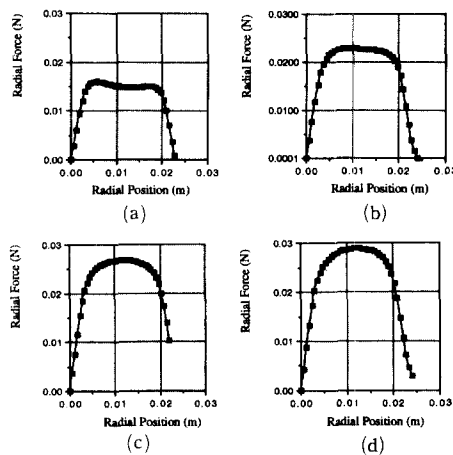 Radial Force (N)
0.03
0.02
0.01
0.00
0.00 0.01 0.02 0.03
Radial Position (m)
(a)
Radial Force (N)
0.0300
0.0200
0.0100
0.0001
0.00 0.01 0.02 0.03
Radial Position (m)
(b)
Radial Force (N)
0.03
0.02
0.01
0.00
0.00 0.01 0.02 0.03
Radial Position (m)
(c)
Radial Force (N)
0.03
0.02
0.01
0.00
0.00 0.01 0.02 0.03
Radial Position (m)
(d)